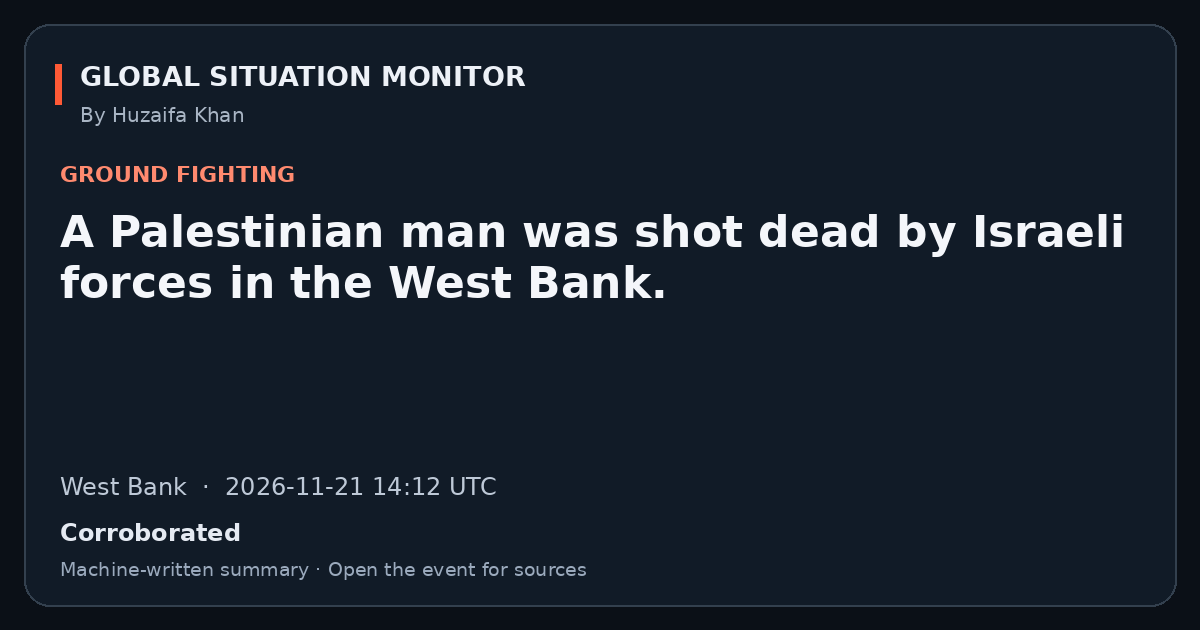 GLOBAL SITUATION MONITOR
By Huzaifa Khan
GROUND FIGHTING
A Palestinian man was shot dead by Israeli
forces in the West Bank.
West Bank · 2026-11-21 14:12 UTC
Corroborated
Machine-written summary · Open the event for sources